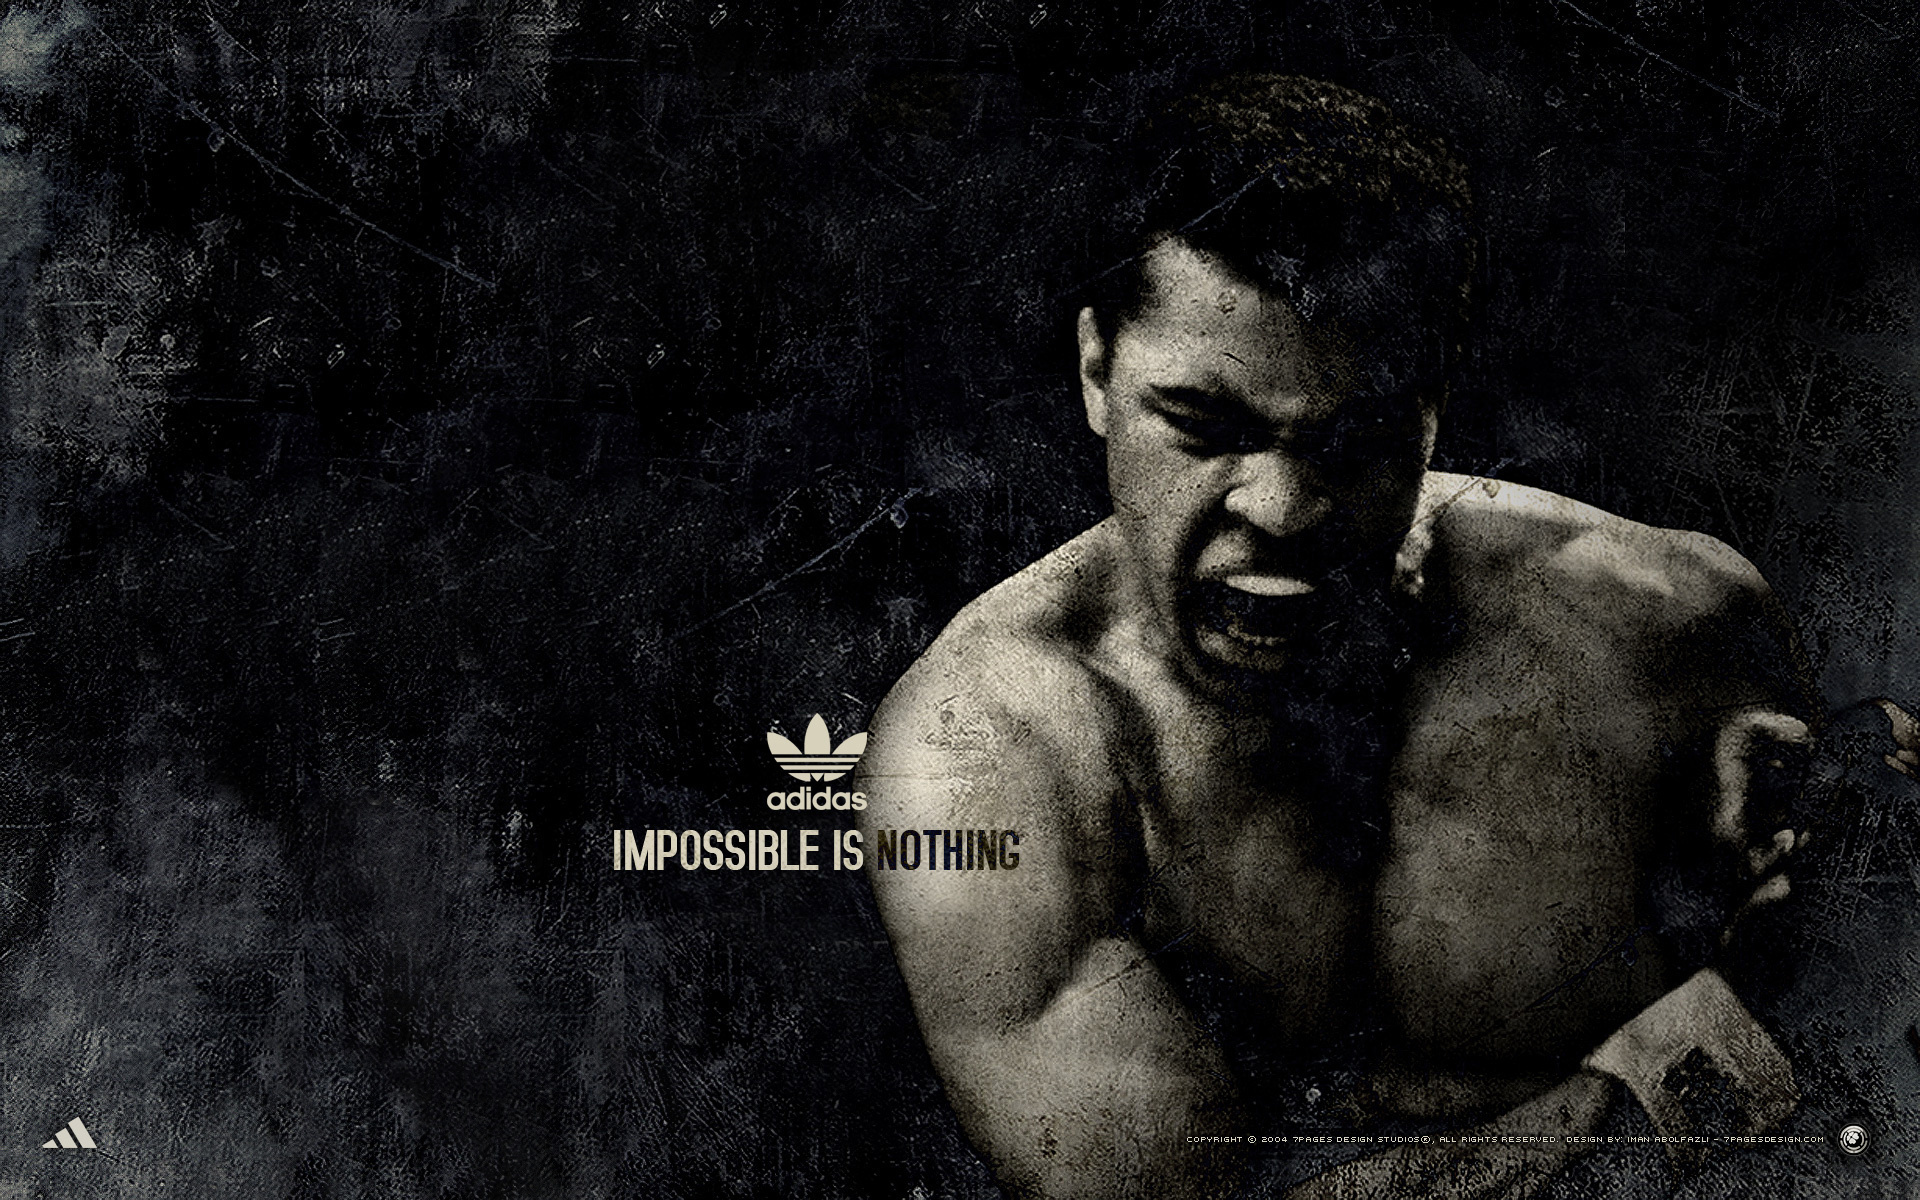 adidas
IMPOSSIBLE IS NOTHING
COPYRIGHT © 2004 7PAGES DESIGN STUDIOS®, ALL RIGHTS RESERVED. DESIGN BY: IMAN ABOLFAZLI - 7PAGESDESIGN.COM